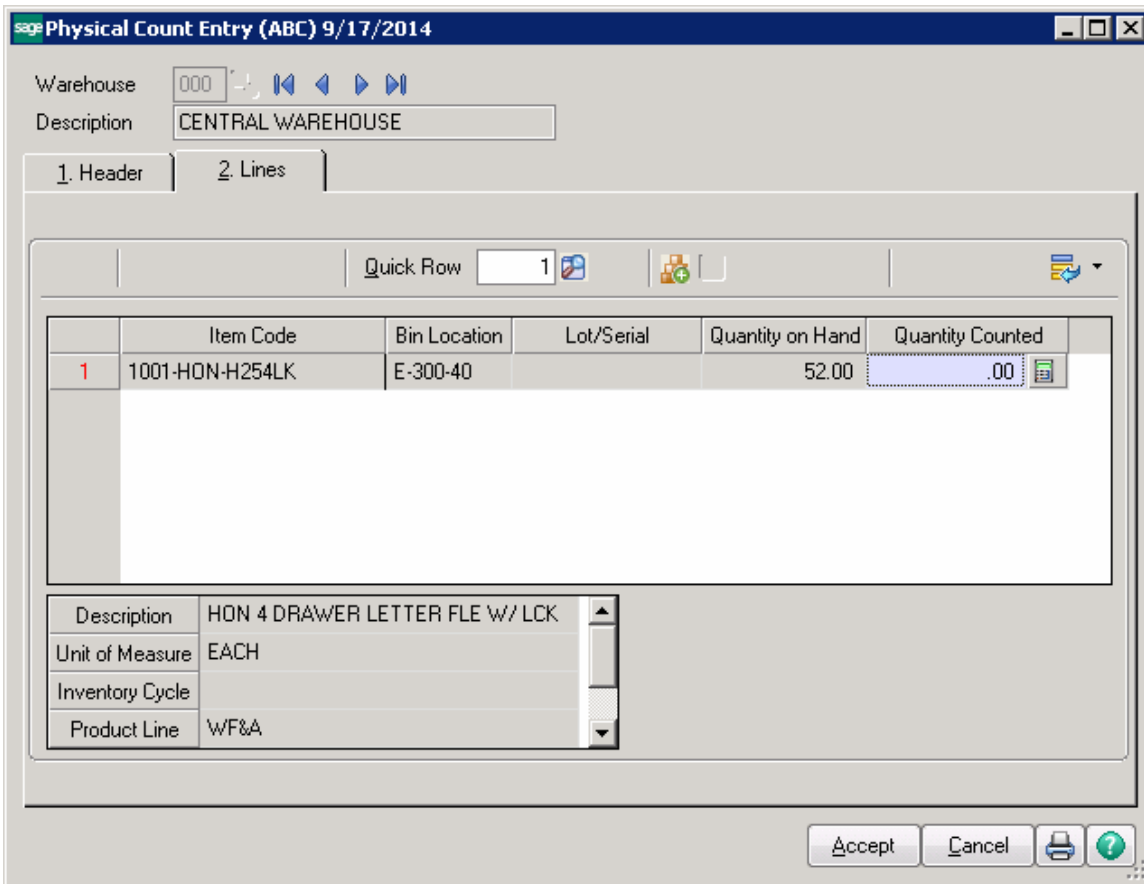 sage Physical Count Entry (ABC) 9/17/2014
Warehouse 000
Description CENTRAL WAREHOUSE
1. Header 2. Lines
Quick Row 1
Item Code Bin Location Lot/Serial Quantity on Hand Quantity Counted
1 1001-HON-H254LK E-300-40 52.00 .00
Description HON 4 DRAWER LETTER FLE W/ LCK
Unit of Measure EACH
Inventory Cycle
Product Line WF&A
Accept Cancel